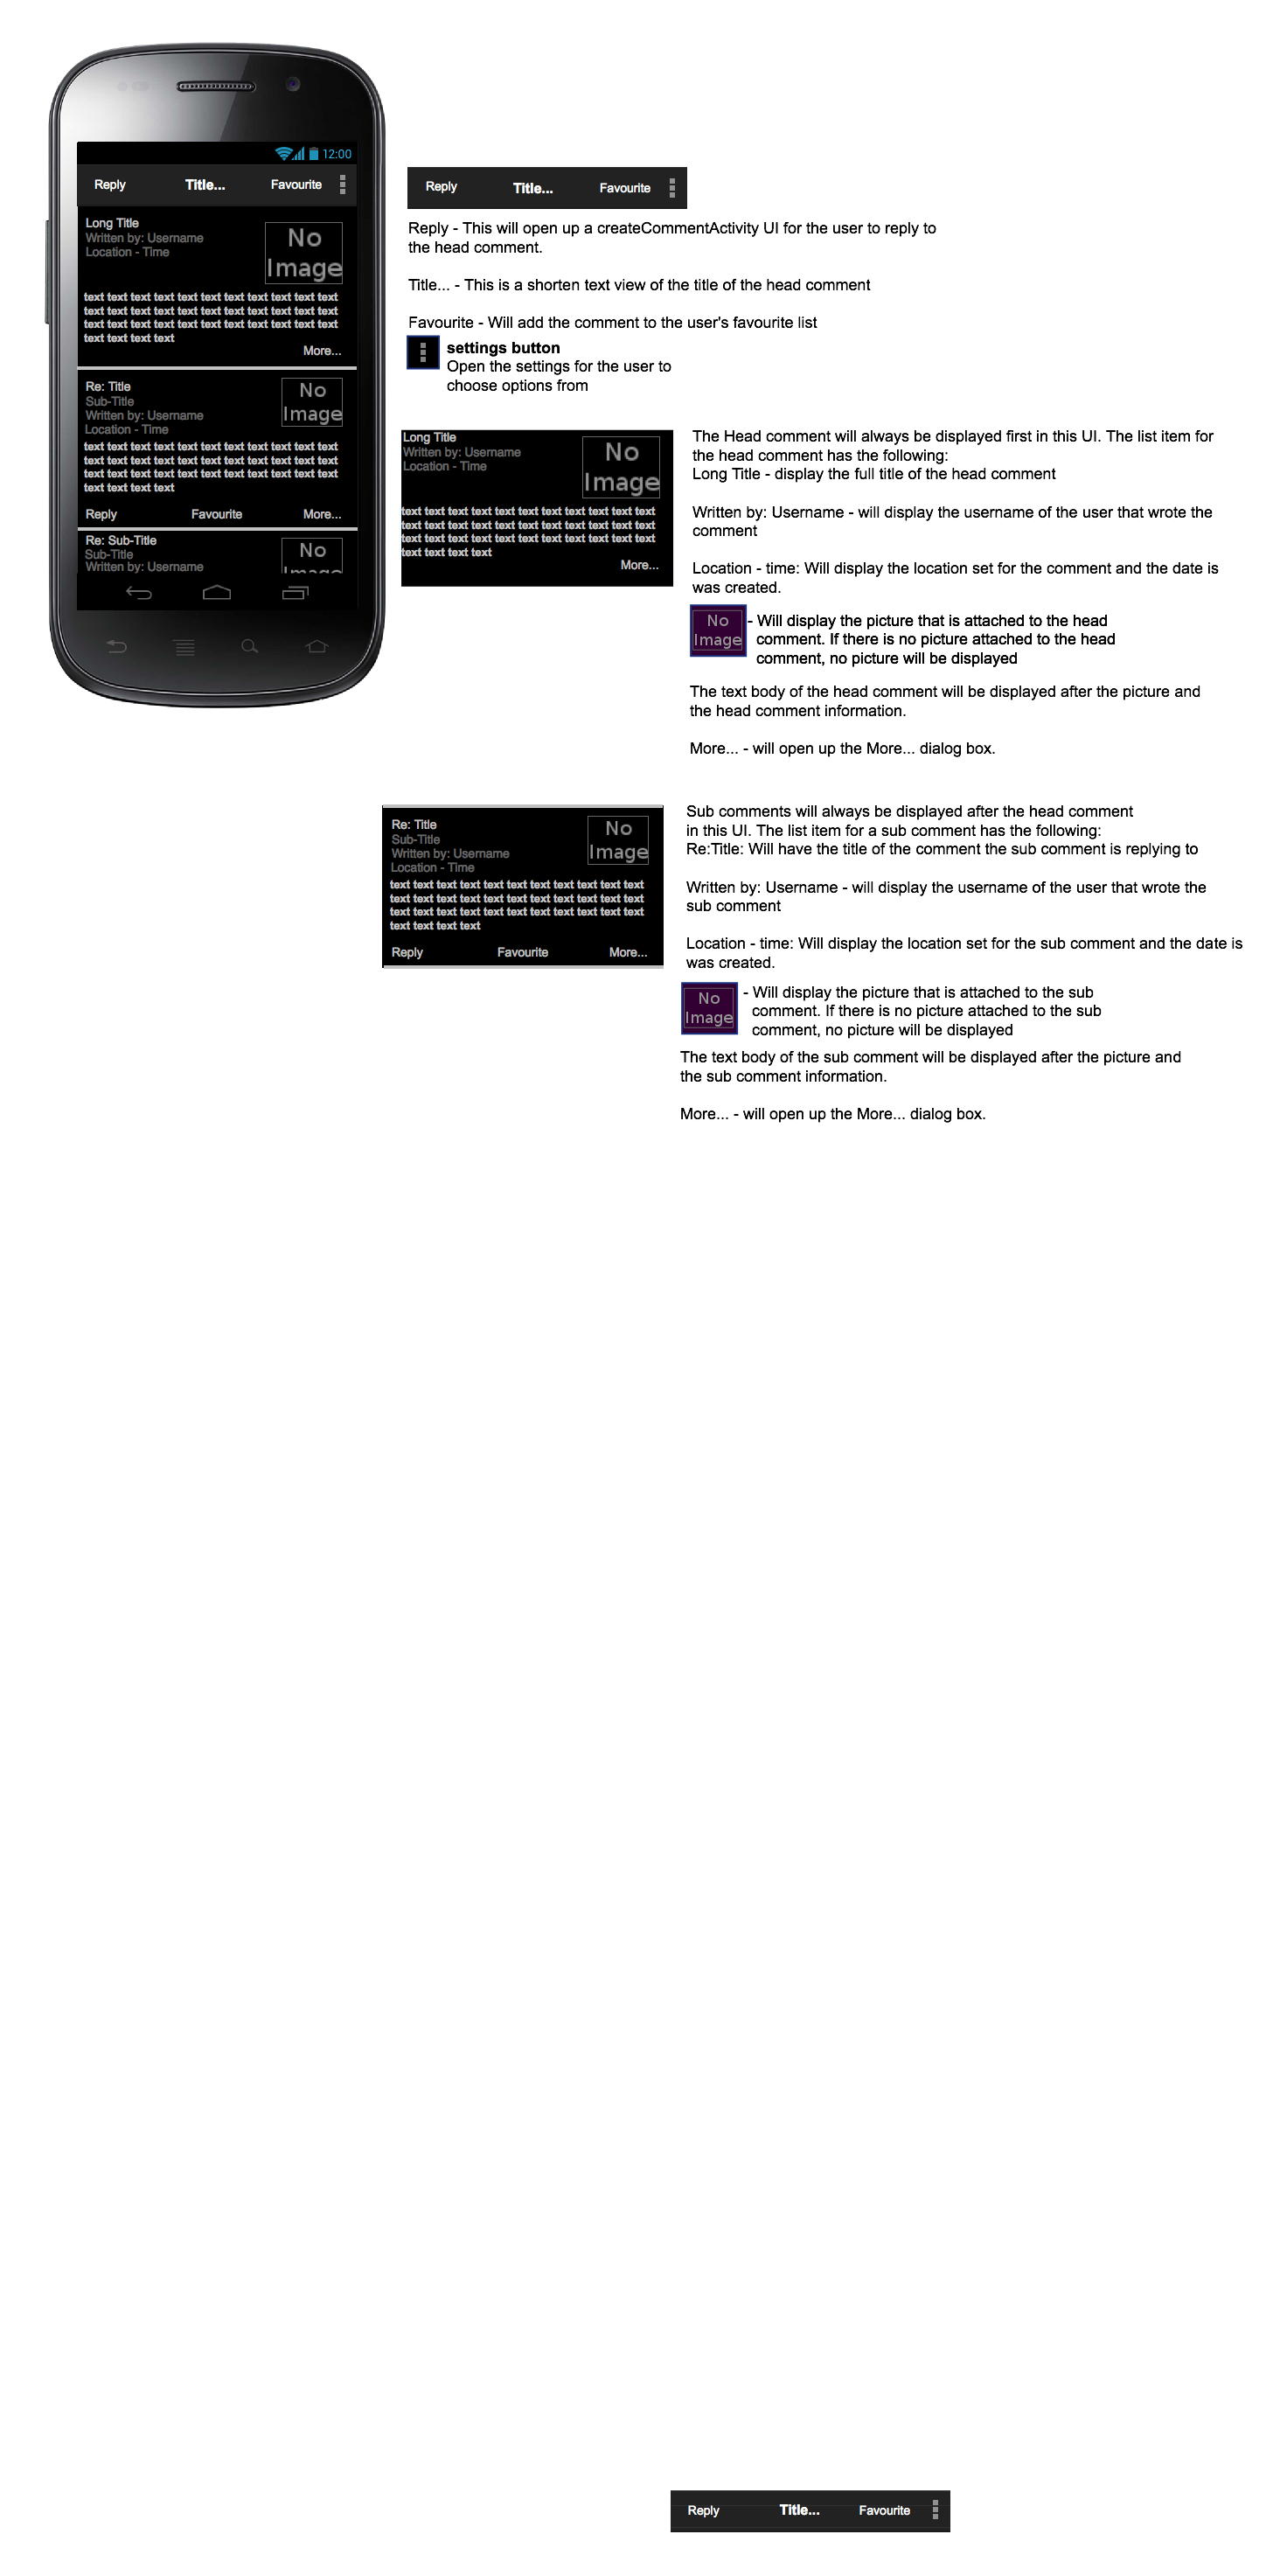 12:00
Reply Title... Favourite
Long Title
Written by: Username
Location - Time
No
Image
text text text text text text text text text text text
text text text text text text text text text text text
text text text text text text text text text text text
text text text text
More...
Re: Title
Sub-Title
Written by: Username
Location - Time
No
Image
text text text text text text text text text text text
text text text text text text text text text text text
text text text text text text text text text text text
text text text text
Reply Favourite More...
Re: Sub-Title
Sub-Title
Written by: Username
No
Image
Reply Title... Favourite
Reply - This will open up a createCommentActivity UI for the user to reply to
the head comment.
Title... - This is a shorten text view of the title of the head comment
Favourite - Will add the comment to the user's favourite list
settings button
Open the settings for the user to
choose options from
Long Title
Written by: Username
Location - Time
No
Image
text text text text text text text text text text text
text text text text text text text text text text text
text text text text text text text text text text text
text text text text
More...
The Head comment will always be displayed first in this UI. The list item for
the head comment has the following:
Long Title - display the full title of the head comment
Written by: Username - will display the username of the user that wrote the
comment
Location - time: Will display the location set for the comment and the date is
was created.
No
Image
- Will display the picture that is attached to the head
comment. If there is no picture attached to the head
comment, no picture will be displayed
The text body of the head comment will be displayed after the picture and
the head comment information.
More... - will open up the More... dialog box.
Re: Title
Sub-Title
Written by: Username
Location - Time
No
Image
text text text text text text text text text text text
text text text text text text text text text text text
text text text text text text text text text text text
text text text text
Reply Favourite More...
Sub comments will always be displayed after the head comment
in this UI. The list item for a sub comment has the following:
Re:Title: Will have the title of the comment the sub comment is replying to
Written by: Username - will display the username of the user that wrote the
sub comment
Location - time: Will display the location set for the sub comment and the date is
was created.
No
Image
- Will display the picture that is attached to the sub
comment. If there is no picture attached to the sub
comment, no picture will be displayed
The text body of the sub comment will be displayed after the picture and
the sub comment information.
More... - will open up the More... dialog box.
Reply Title... Favourite